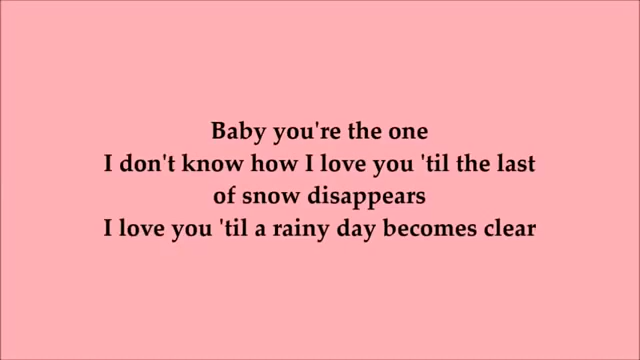 Baby you're the one
I don't know how I love you 'til the last
of snow disappears
I love you 'til a rainy day becomes clear